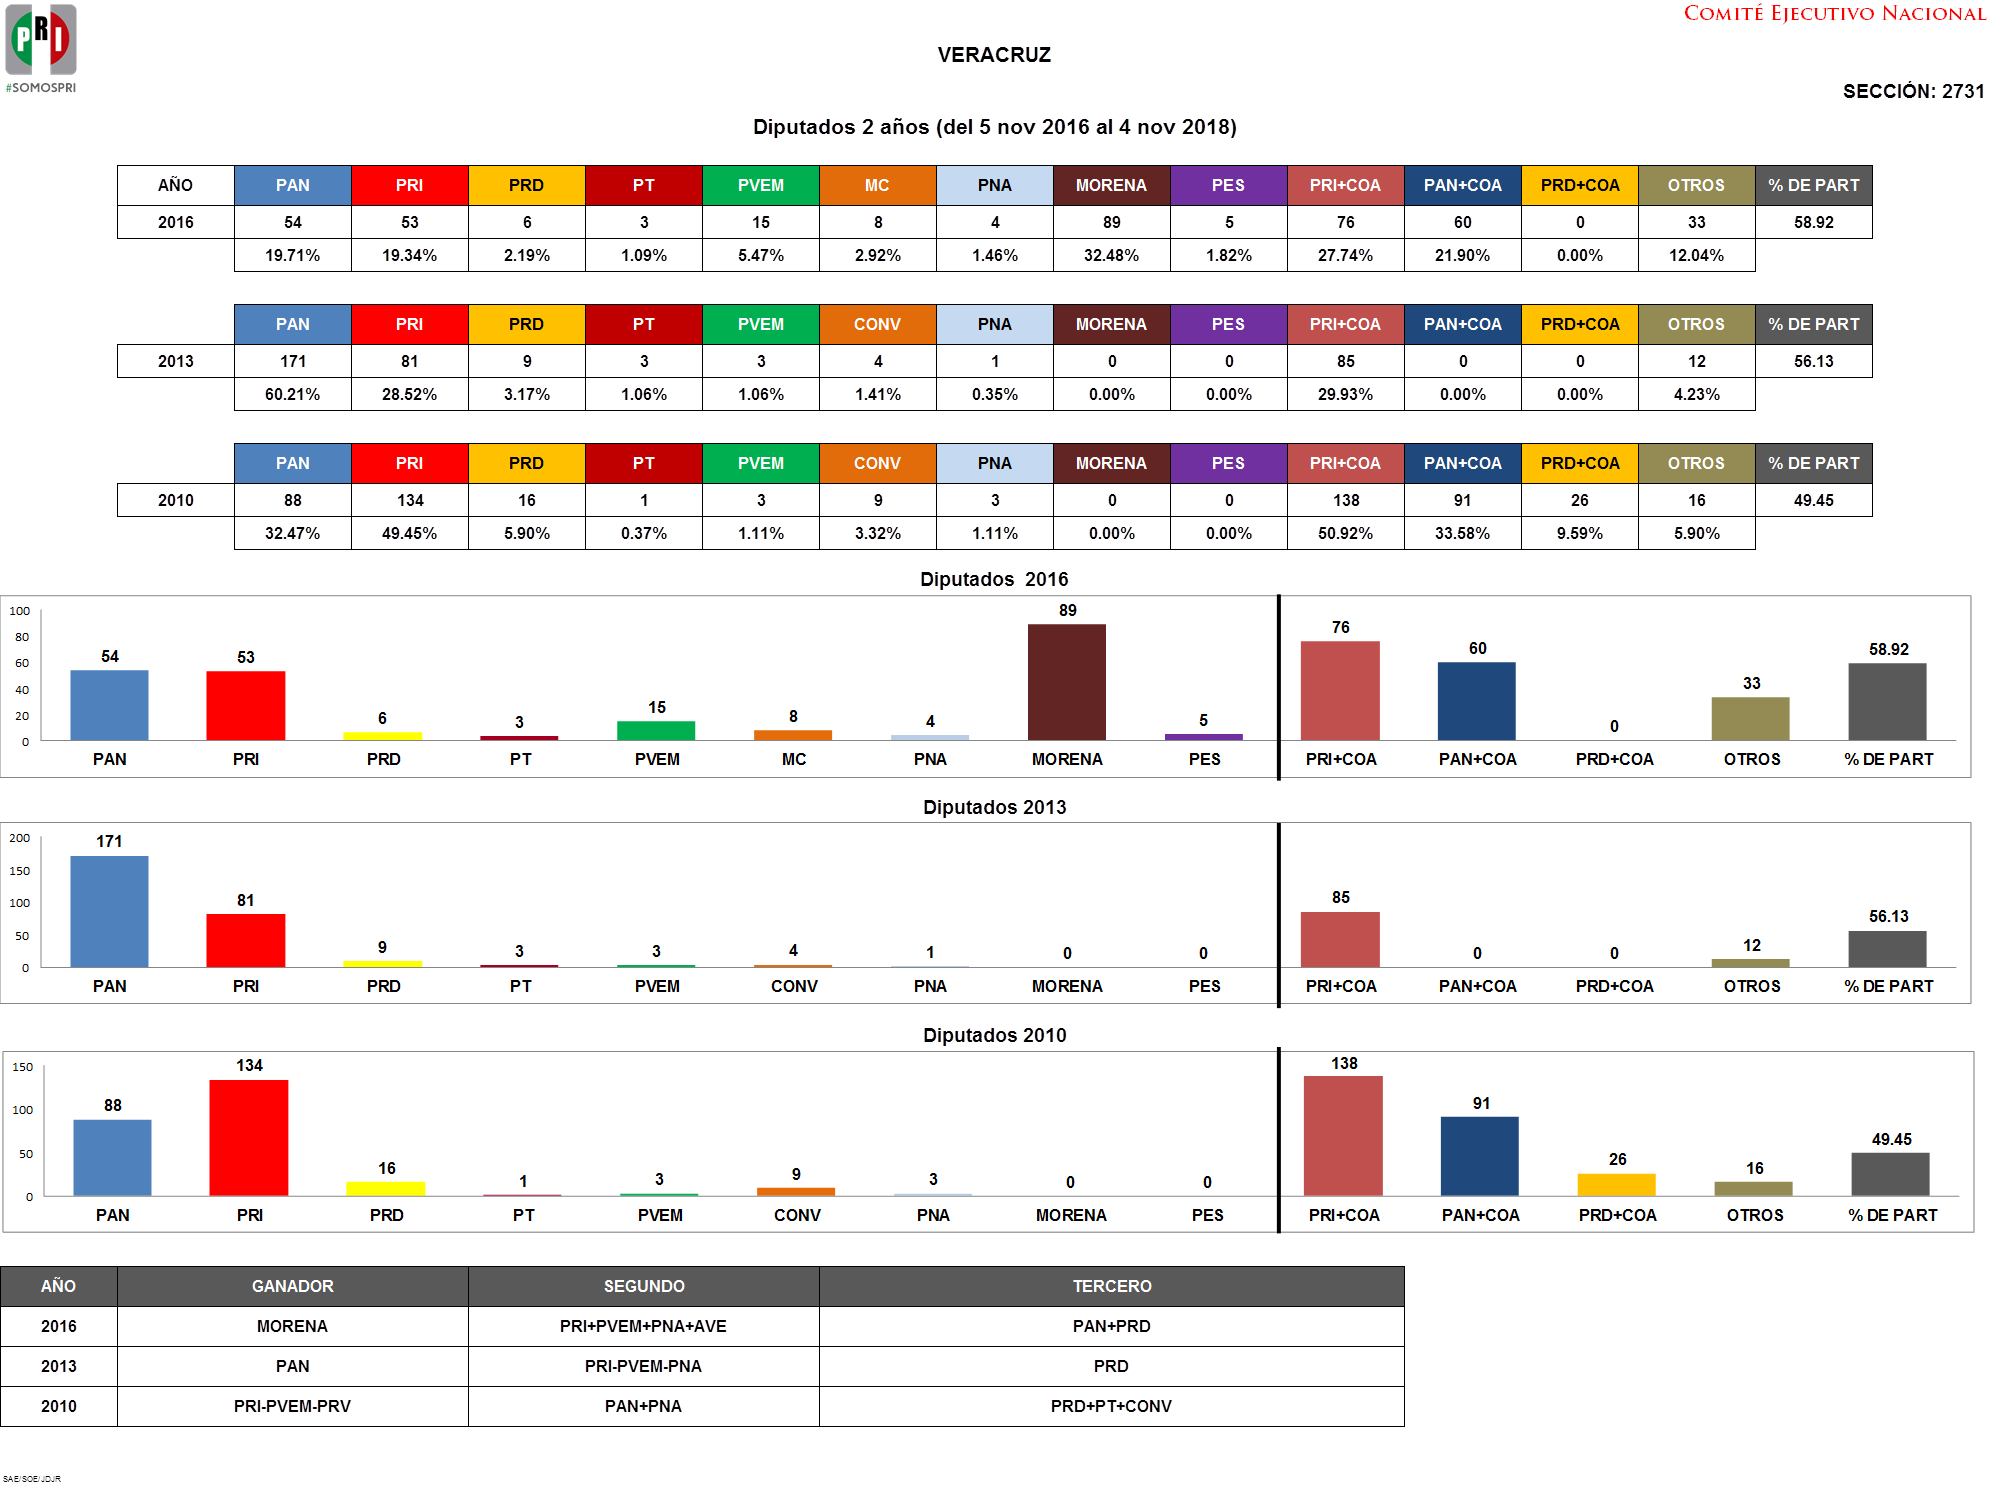 COMITÉ EJECUTIVO NACIONAL
PRI
#SOMOSPRI
VERACRUZ
SECCIÓN: 2731
Diputados 2 años (del 5 nov 2016 al 4 nov 2018)
AÑO PAN PRI PRD PT PVEM MC PNA MORENA PES PRI+COA PAN+COA PRD+COA OTROS % DE PART
2016 54 53 6 3 15 8 4 89 5 76 60 0 33 58.92
19.71% 19.34% 2.19% 1.09% 5.47% 2.92% 1.46% 32.48% 1.82% 27.74% 21.90% 0.00% 12.04%
PAN PRI PRD PT PVEM CONV PNA MORENA PES PRI+COA PAN+COA PRD+COA OTROS % DE PART
2013 171 81 9 3 3 4 1 0 0 85 0 0 12 56.13
60.21% 28.52% 3.17% 1.06% 1.06% 1.41% 0.35% 0.00% 0.00% 29.93% 0.00% 0.00% 4.23%
PAN PRI PRD PT PVEM CONV PNA MORENA PES PRI+COA PAN+COA PRD+COA OTROS % DE PART
2010 88 134 16 1 3 9 3 0 0 138 91 26 16 49.45
32.47% 49.45% 5.90% 0.37% 1.11% 3.32% 1.11% 0.00% 0.00% 50.92% 33.58% 9.59% 5.90%
Diputados  2016
100
80
60
40
20
0
54 53 6 3 15 8 4 89 5 76 60 0 33 58.92
PAN PRI PRD PT PVEM MC PNA MORENA PES PRI+COA PAN+COA PRD+COA OTROS % DE PART
Diputados 2013
200
150
100
50
0
171 81 9 3 3 4 1 0 0 85 0 0 12 56.13
PAN PRI PRD PT PVEM CONV PNA MORENA PES PRI+COA PAN+COA PRD+COA OTROS % DE PART
Diputados 2010
150
100
50
0
88 134 16 1 3 9 3 0 0 138 91 26 16 49.45
PAN PRI PRD PT PVEM CONV PNA MORENA PES PRI+COA PAN+COA PRD+COA OTROS % DE PART
AÑO GANADOR SEGUNDO TERCERO
2016 MORENA PRI+PVEM+PNA+AVE PAN+PRD
2013 PAN PRI-PVEM-PNA PRD
2010 PRI-PVEM-PRV PAN+PNA PRD+PT+CONV
SAE/SOE/JDJR